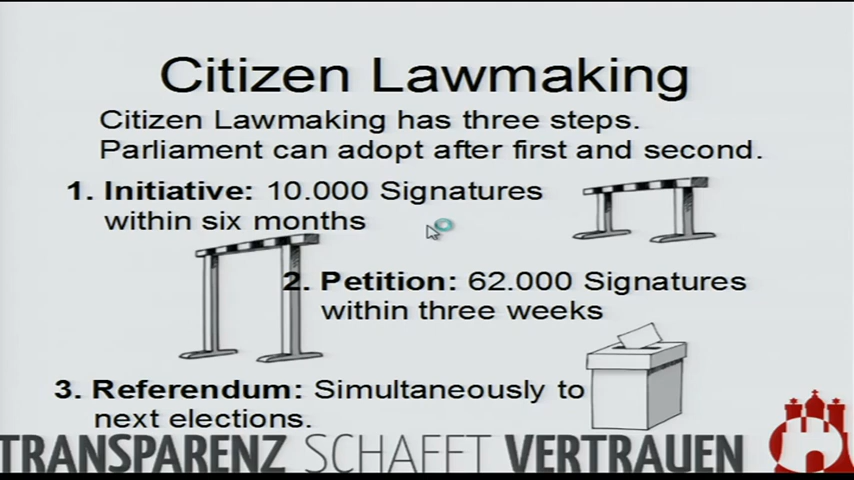 Citizen Lawmaking
Citizen Lawmaking has three steps.
Parliament can adopt after first and second.
1. Initiative: 10.000 Signatures
within six months
2. Petition: 62.000 Signatures
within three weeks
3. Referendum: Simultaneously to
next elections.
TRANSPARENZ SCHAFFT VERTRAUEN